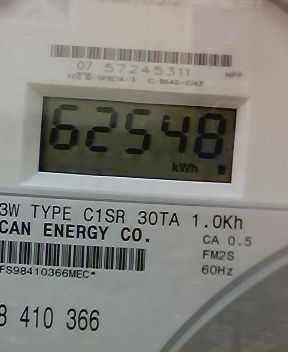 07 57245311 HPP
62548
kWh
3W TYPE C1SR 30TA 1.0Kh
CAN ENERGY CO.
CA 0.5
FM2S
60Hz
FS98410366MEC*
8 410 366